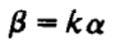 β = kα